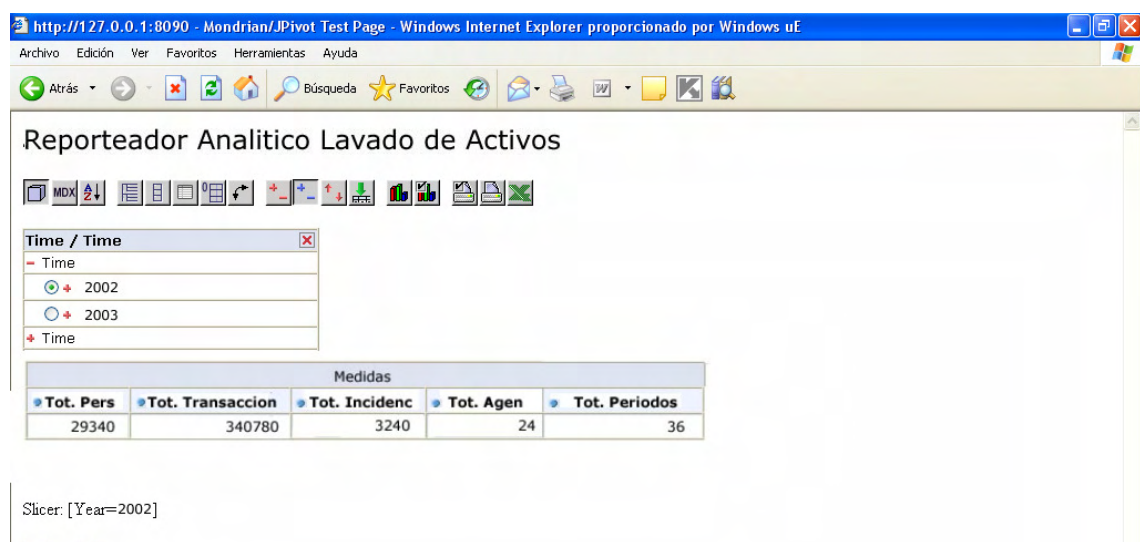 http://127.0.0.1:8090 - Mondrian/JPivot Test Page - Windows Internet Explorer proporcionado por Windows uE
Archivo Edición Ver Favoritos Herramientas Ayuda
Atrás Búsqueda Favoritos W K
Reporteador Analitico Lavado de Activos
MDX
Time / Time
Time
2002
2003
Time
Medidas
Tot. Pers Tot. Transaccion Tot. Incidenc Tot. Agen Tot. Periodos
29340 340780 3240 24 36
Slicer: [Year=2002]